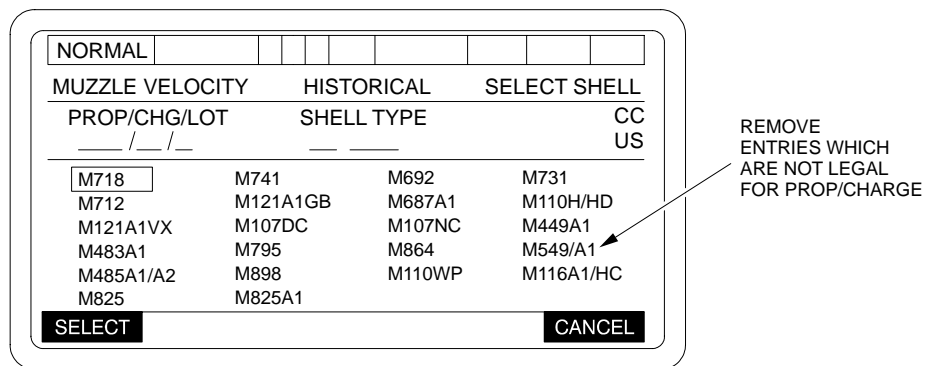 NORMAL
MUZZLE VELOCITY HISTORICAL SELECT SHELL
PROP/CHG/LOT SHELL TYPE CC
____ /__ /_ __ ____ US
M718 M741 M692 M731
M712 M121A1GB M687A1 M110H/HD
M121A1VX M107DC M107NC M449A1
M483A1 M795 M864 M549/A1
M485A1/A2 M898 M110WP M116A1/HC
M825 M825A1
SELECT CANCEL
REMOVE
ENTRIES WHICH
ARE NOT LEGAL
FOR PROP/CHARGE